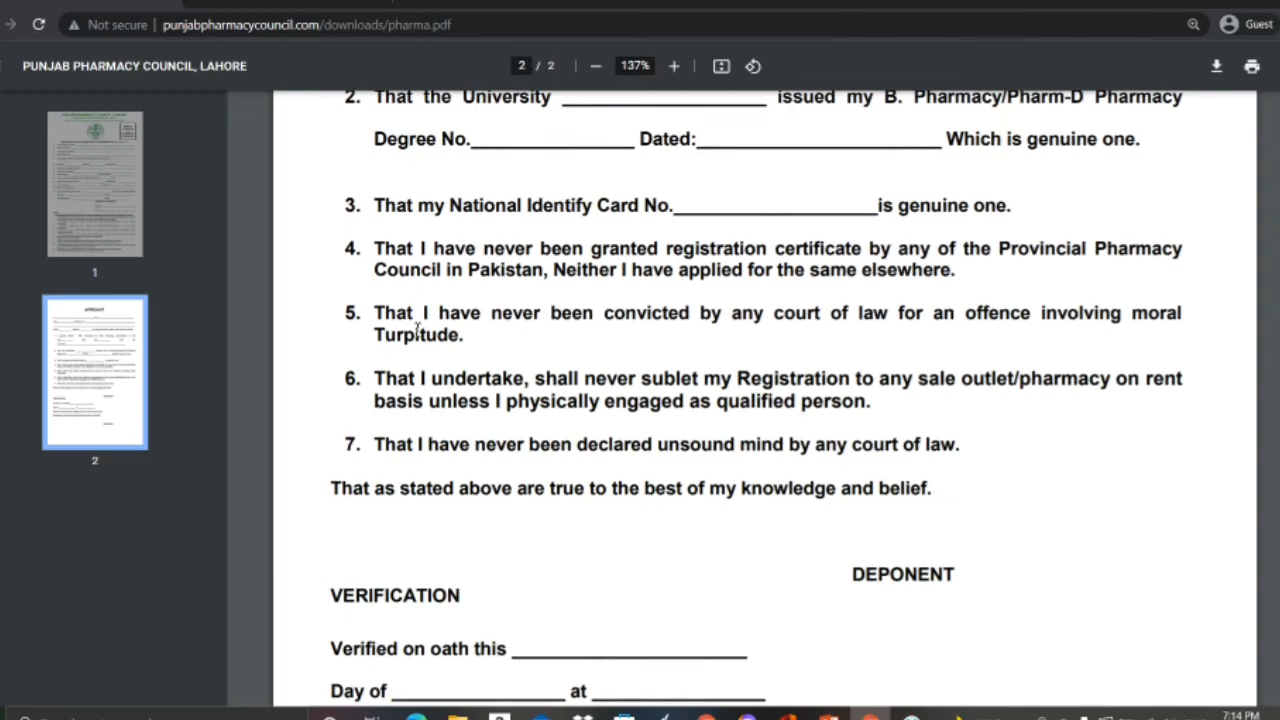 Not secure punjabpharmacycouncil.com/downloads/pharma.pdf Guest
PUNJAB PHARMACY COUNCIL, LAHORE 2 / 2 — 137% +
2. That the University ____________________ issued my B. Pharmacy/Pharm-D Pharmacy
Degree No.________________ Dated:________________________ Which is genuine one.
3. That my National Identify Card No.____________________is genuine one.
4. That I have never been granted registration certificate by any of the Provincial Pharmacy
Council in Pakistan, Neither I have applied for the same elsewhere.
5. That I have never been convicted by any court of law for an offence involving moral
Turpitude.
6. That I undertake, shall never sublet my Registration to any sale outlet/pharmacy on rent
basis unless I physically engaged as qualified person.
7. That I have never been declared unsound mind by any court of law.
That as stated above are true to the best of my knowledge and belief.
DEPONENT
VERIFICATION
Verified on oath this _______________________
Day of _________________ at _________________
1
AFFIDAVIT
2
7:14 PM